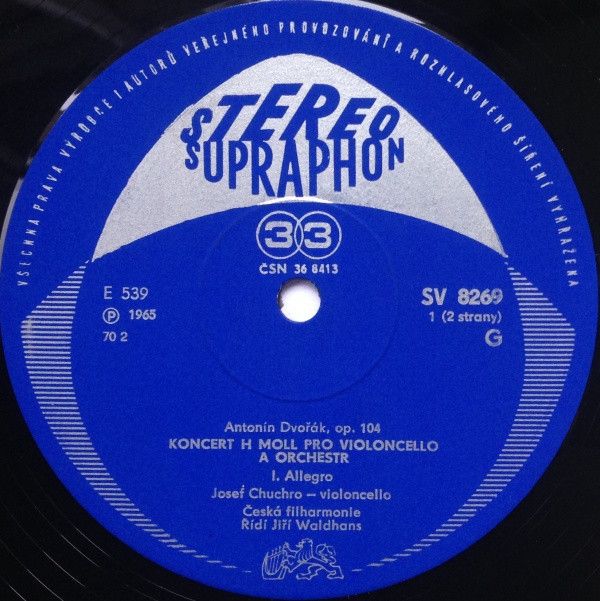 VŠECHNA PRÁVA VÝROBCE I AUTORŮ VEŘEJNÉHO PROVOZOVÁNÍ A ROZHLASOVÉHO ŠÍŘENÍ VYHRAŽENA
STEREO
SUPRAPHON
33
ČSN 36 8413
E 539
℗ 1965
70 2
SV 8269
1 (2 strany)
G
Antonín Dvořák, op. 104
KONCERT H MOLL PRO VIOLONCELLO
A ORCHESTR
I. Allegro
Josef Chuchro – violoncello
Česká filharmonie
Řídí Jiří Waldhans